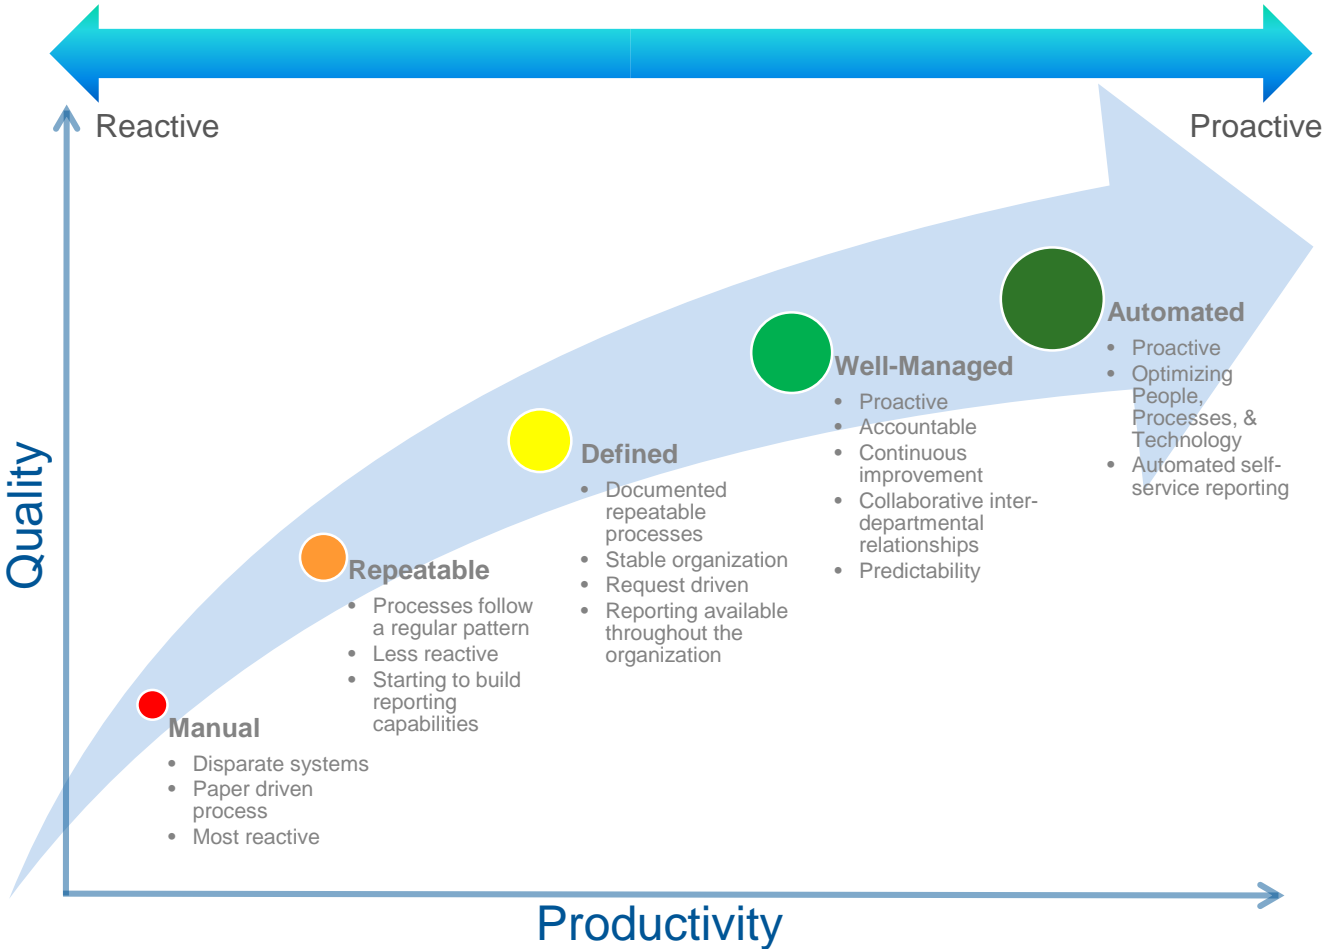 Reactive
Proactive
Quality
Productivity
Manual
• Disparate systems
• Paper driven
process
• Most reactive
Repeatable
• Processes follow
a regular pattern
• Less reactive
• Starting to build
reporting
capabilities
Defined
• Documented
repeatable
processes
• Stable organization
• Request driven
• Reporting available
throughout the
organization
Well-Managed
• Proactive
• Accountable
• Continuous
improvement
• Collaborative inter-
departmental
relationships
• Predictability
Automated
• Proactive
• Optimizing
People,
Processes, &
Technology
• Automated self-
service reporting